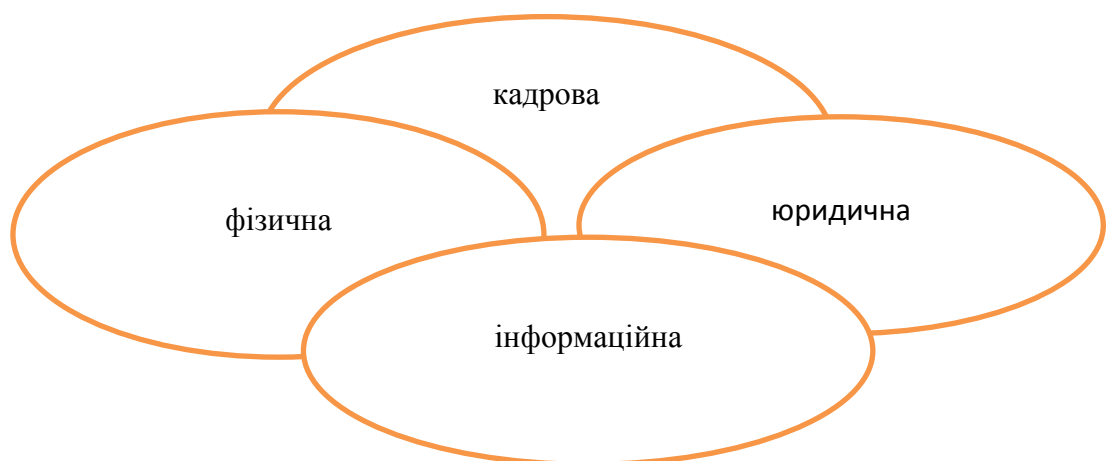 кадрова
фізична
юридична
інформаційна